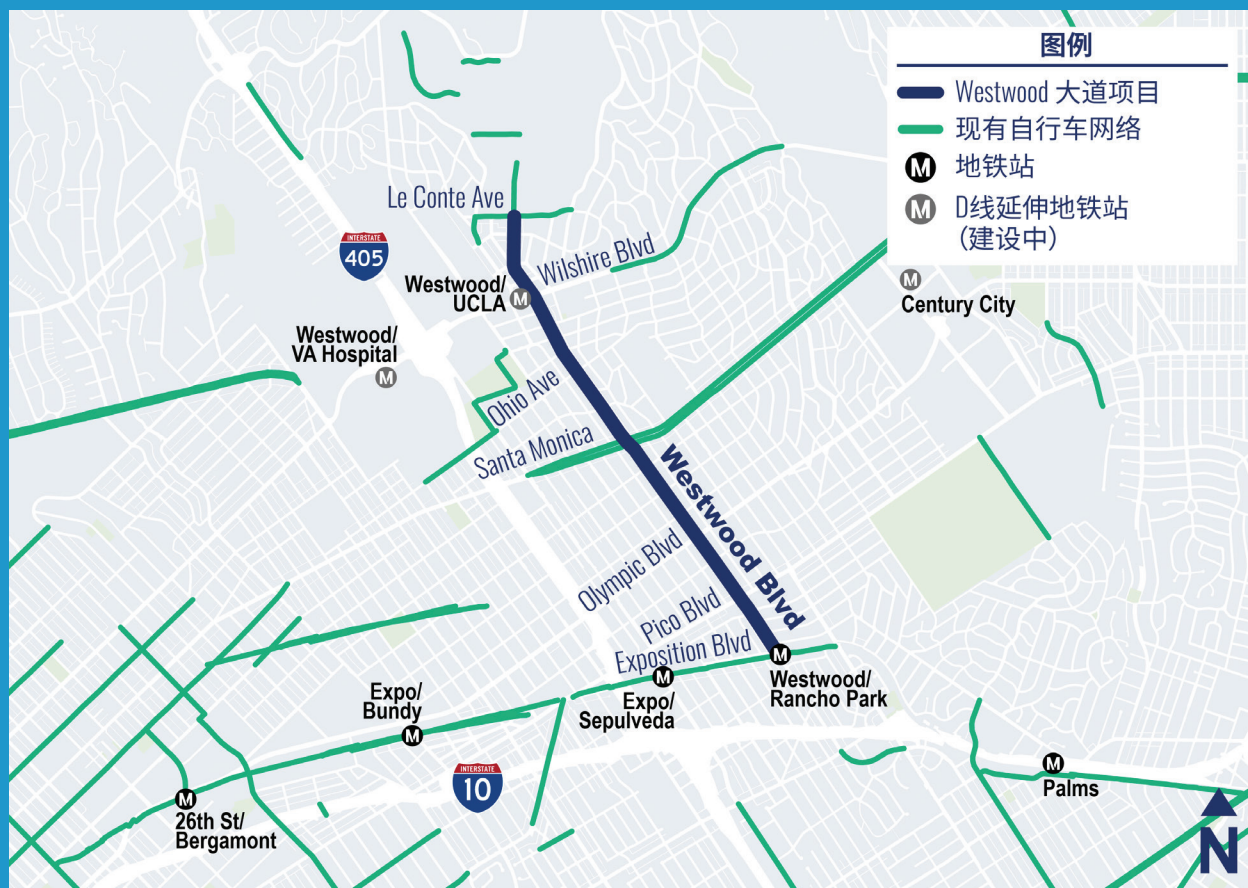 图例
Westwood 大道项目
现有自行车网络
M
地铁站
M
D线延伸地铁站
(建设中)
Le Conte Ave
INTERSTATE
405
Wilshire Blvd
Westwood/
UCLA
M
M
Century City
Westwood/
VA Hospital
M
Ohio Ave
Santa Monica
Westwood Blvd
Olympic Blvd
Pico Blvd
Exposition Blvd
M
Westwood/
Rancho Park
M
Expo/
Sepulveda
Expo/
Bundy
M
INTERSTATE
10
M
Palms
M
26th St/
Bergamont
N